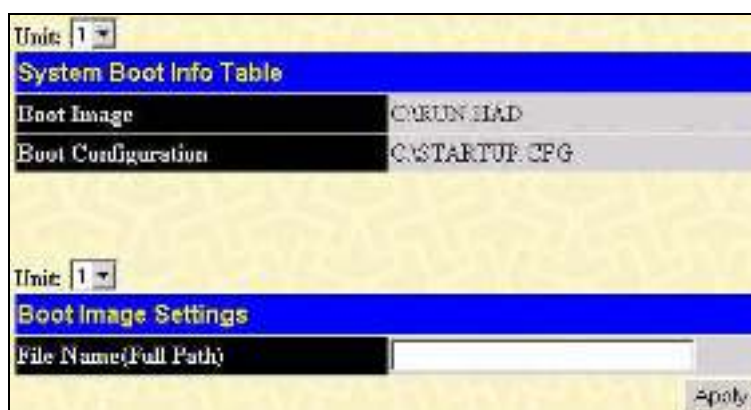 Unit: 1
System Boot Info Table
Boot Image C:\RUN.HAD
Boot Configuration C:\STARTUP.CFG
Unit: 1
Boot Image Settings
File Name(Full Path)
Apply